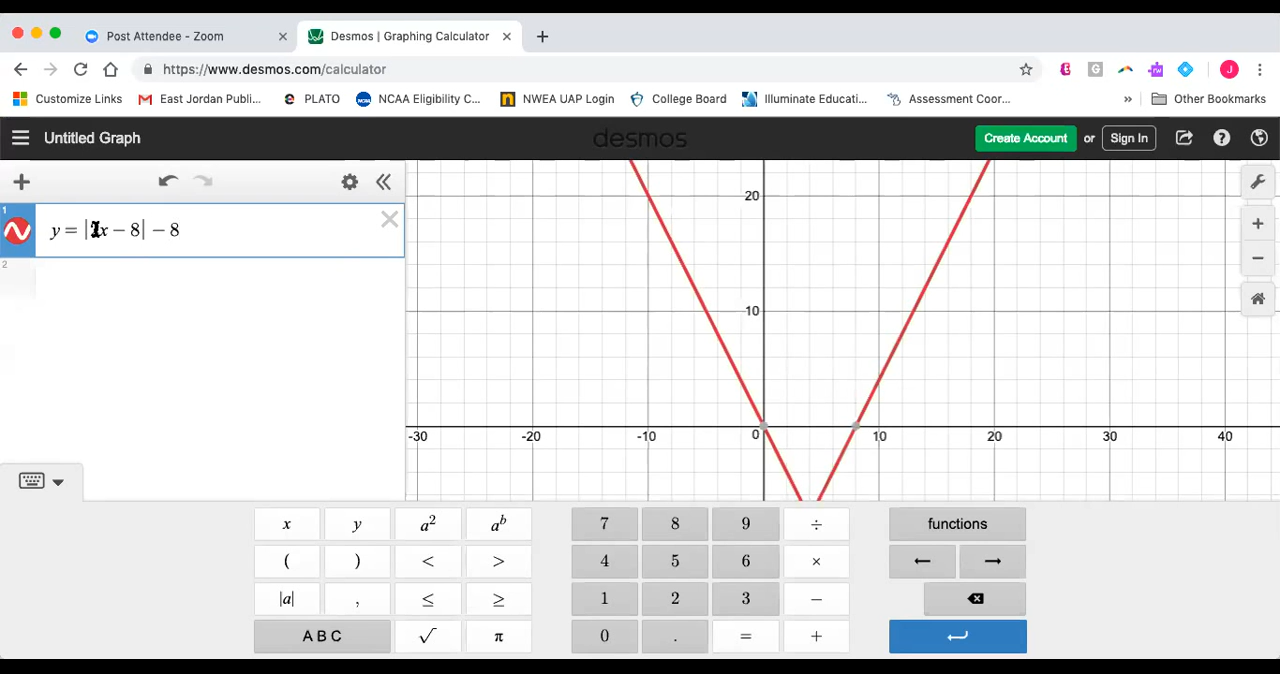 Post Attendee - Zoom
Desmos | Graphing Calculator
https://www.desmos.com/calculator
J
Customize Links
East Jordan Publi...
PLATO
NCAA Eligibility C...
NWEA UAP Login
College Board
Illuminate Educati...
Assessment Coor...
»
Other Bookmarks
Untitled Graph
desmos
Create Account or Sign In
1
y = | x − 8| − 8
2
20
10
-30 -20 -10 0 10 20 30 40
x y a² aᵇ 7 8 9 ÷ functions
( ) < > 4 5 6 × ← →
|a| , ≤ ≥ 1 2 3 −
A B C √ π 0 . = +